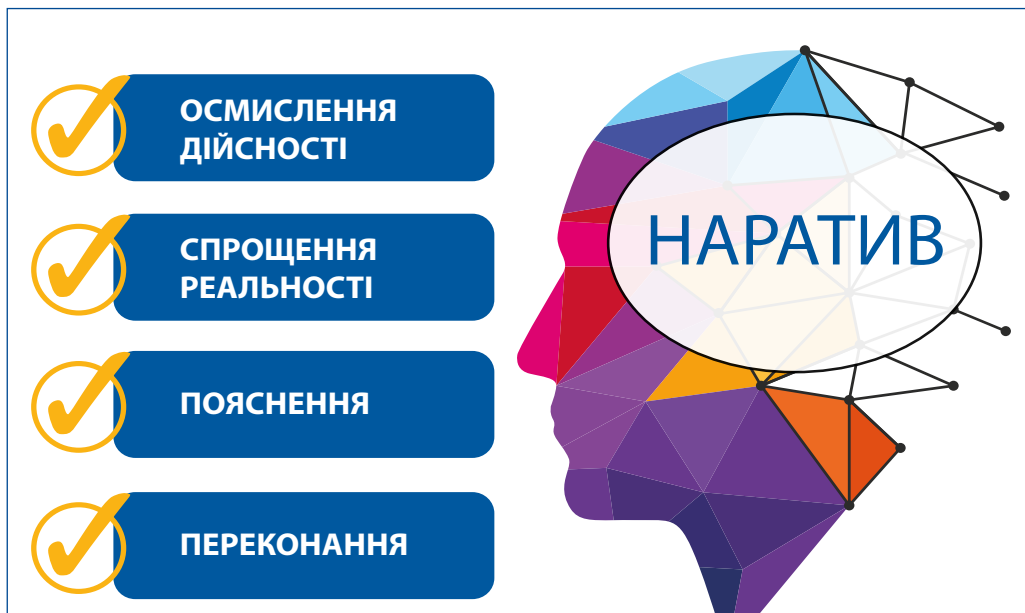 ОСМИСЛЕННЯ
ДІЙСНОСТІ
СПРОЩЕННЯ
РЕАЛЬНОСТІ
ПОЯСНЕННЯ
ПЕРЕКОНАННЯ
НАРАТИВ